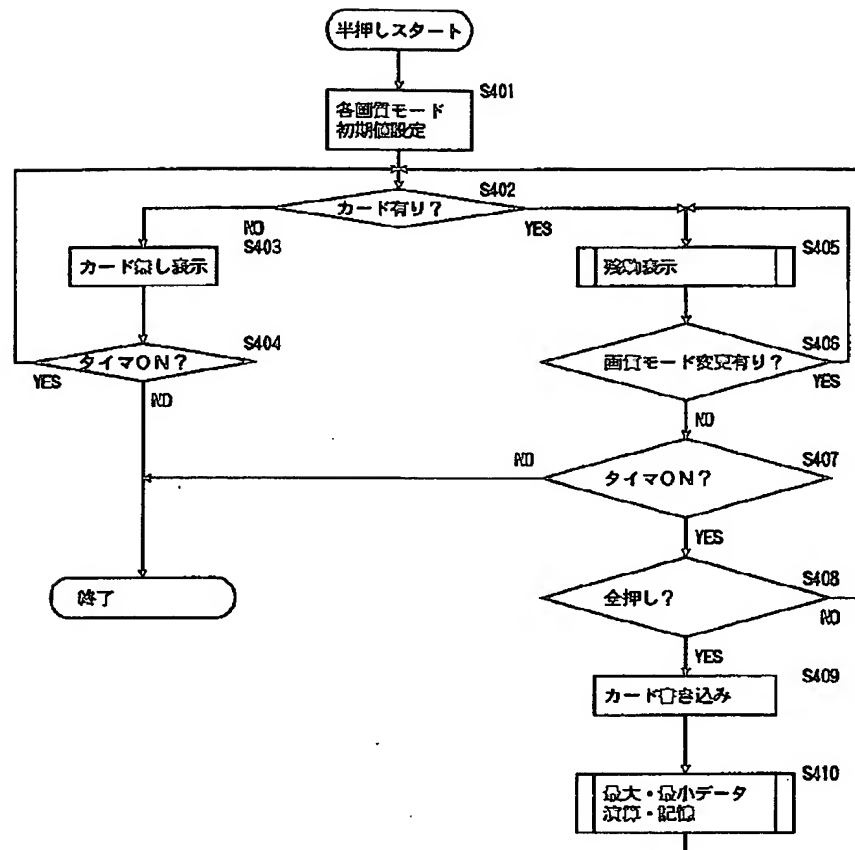 半押しスタート
S401
各画質モード
初期値設定
S402
カード有り?
NO
YES
S403
カード無し表示
S405
残数表示
S404
タイマON?
YES
NO
S406
画質モード変更有り?
YES
NO
S407
タイマON?
NO
YES
S408
全押し?
NO
YES
終了
S409
カード書き込み
S410
最大・最小データ
演算・記憶